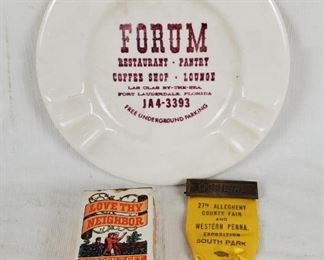 FORUM
RESTAURANT · PANTRY
COFFEE SHOP · LOUNGE
LAS OLAS BY-THE-SEA
FORT LAUDERDALE, FLORIDA
JA4-3393
FREE UNDERGROUND PARKING
LOVE THY
NEIGHBOR
27TH ALLEGHENY
COUNTY FAIR
AND
WESTERN PENNA.
EXPOSITION
SOUTH PARK